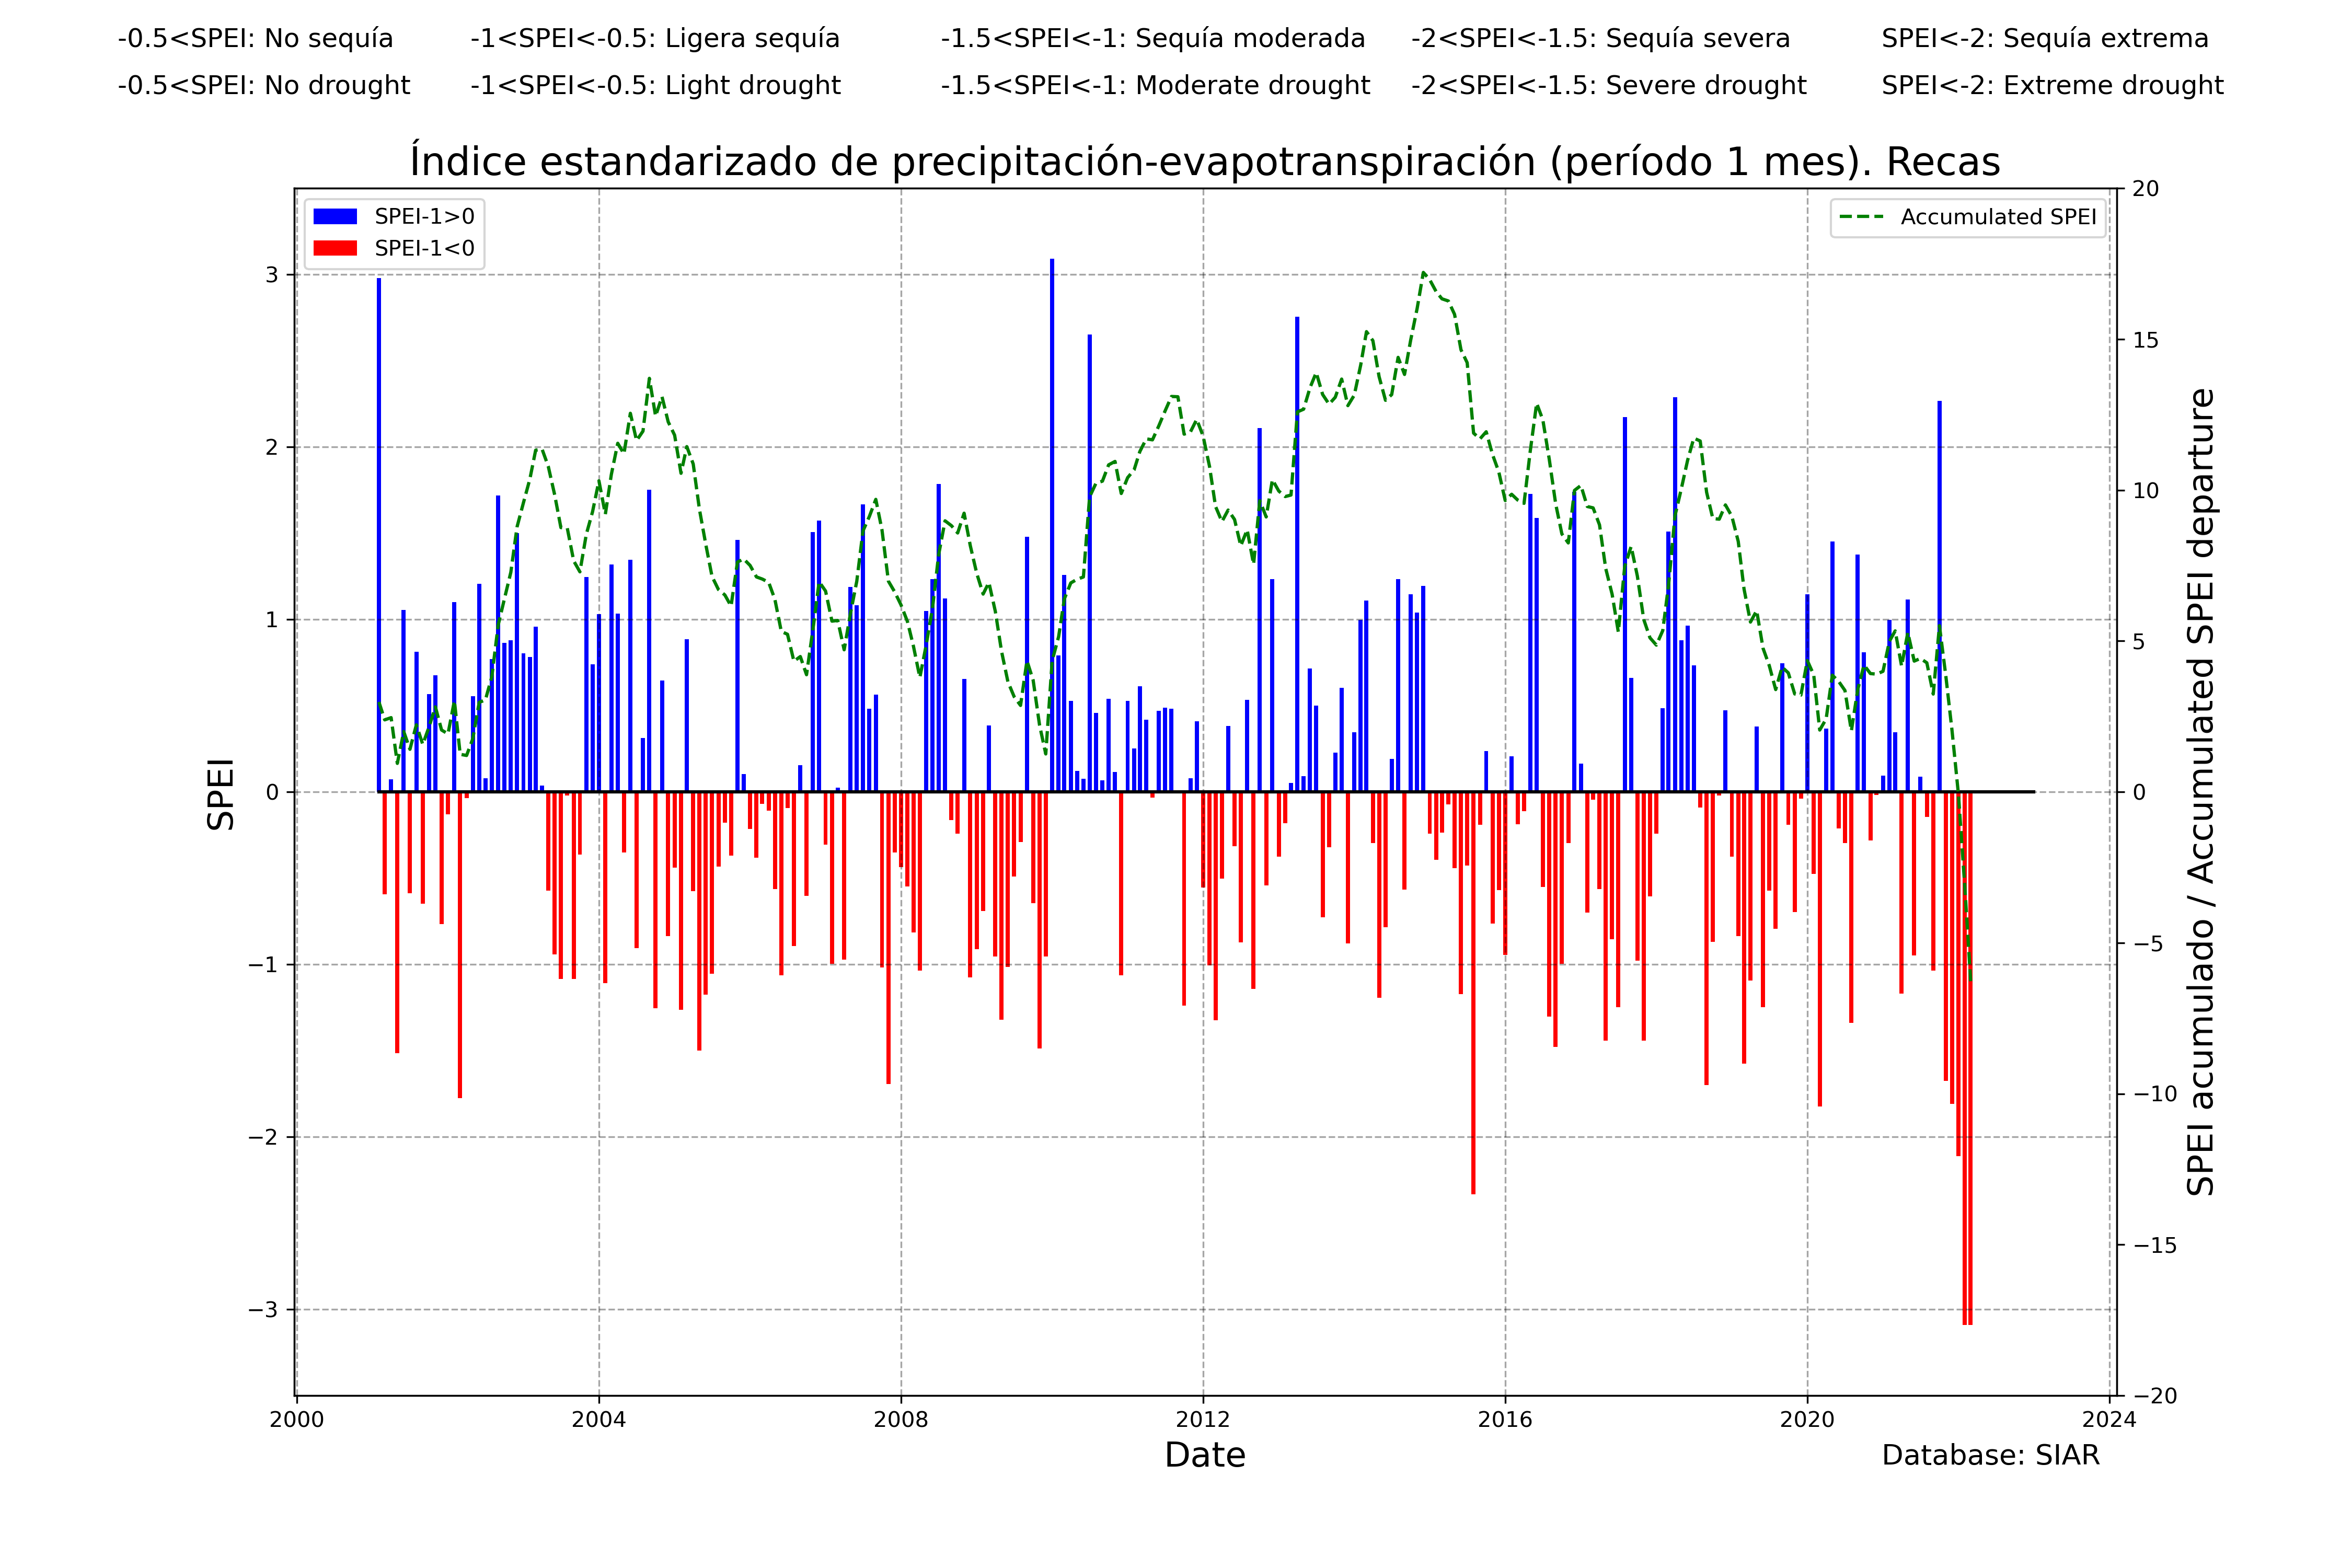 -0.5<SPEI: No sequía -1<SPEI<-0.5: Ligera sequía -1.5<SPEI<-1: Sequía moderada -2<SPEI<-1.5: Sequía severa SPEI<-2: Sequía extrema
-0.5<SPEI: No drought -1<SPEI<-0.5: Light drought -1.5<SPEI<-1: Moderate drought -2<SPEI<-1.5: Severe drought SPEI<-2: Extreme drought
Índice estandarizado de precipitación-evapotranspiración (período 1 mes). Recas
SPEI-1>0
SPEI-1<0
Accumulated SPEI
SPEI
3
2
1
0
−1
−2
−3
20
15
10
5
0
−5
−10
−15
−20
SPEI acumulado / Accumulated SPEI departure
2000 2004 2008 2012 2016 2020 2024
Date
Database: SIAR